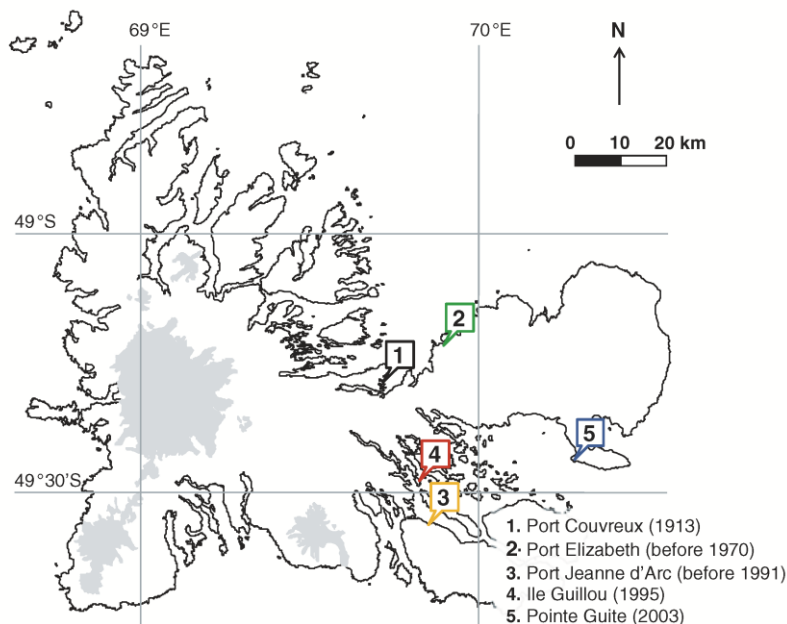 69°E
70°E
N
0 10 20 km
49°S
2
1
5
4
49°30'S
3
1. Port Couvreux (1913)
2. Port Elizabeth (before 1970)
3. Port Jeanne d'Arc (before 1991)
4. Ile Guillou (1995)
5. Pointe Guite (2003)